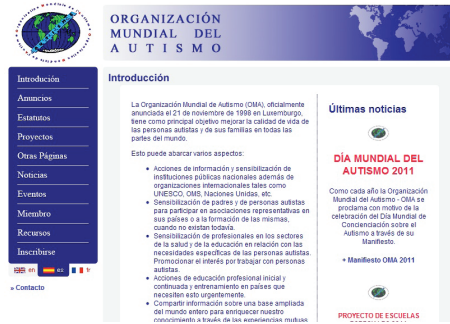 ORGANIZACIÓN
MUNDIAL DEL
AUTISMO
Introdución
Anuncios
Estatutos
Proyectos
Otras Páginas
Noticias
Eventos
Miembro
Recursos
Inscribirse
en es fr
» Contacto
Introducción
La Organización Mundial de Autismo (OMA), oficialmente
anunciada el 21 de noviembre de 1998 en Luxemburgo,
tiene como principal objetivo mejorar la calidad de vida de
las personas autistas y de sus familias en todas las
partes del mundo.
Esto puede abarcar varios aspectos:
• Acciones de información y sensibilización de
instituciones públicas nacionales además de
organizaciones internacionales tales como
UNESCO, OMS, Naciones Unidas, etc.
• Sensibilización de padres y de personas autistas
para participar en asociaciones representativas en
sus países o a la formación de las mismas,
cuando no existan todavía.
• Sensibilización de profesionales en los sectores
de la salud y de la educación en relación con las
necesidades específicas de las personas autistas.
Promocionar el interés por trabajar con personas
autistas.
• Acciones de educación profesional inicial y
continuada y entrenamiento en países que
necesiten esto urgentemente.
• Compartir información sobre una base ampliada
del mundo entero para enriquecer nuestro
conocimiento a través de las experiencias mutuas
Últimas noticias
DÍA MUNDIAL DEL
AUTISMO 2011
Como cada año la Organización
Mundial del Autismo - OMA se
proclama con motivo de la
celebración del Día Mundial de
Concienciación sobre el
Autismo a través de su
Manifiesto.
+ Manifiesto OMA 2011
PROYECTO DE ESCUELAS